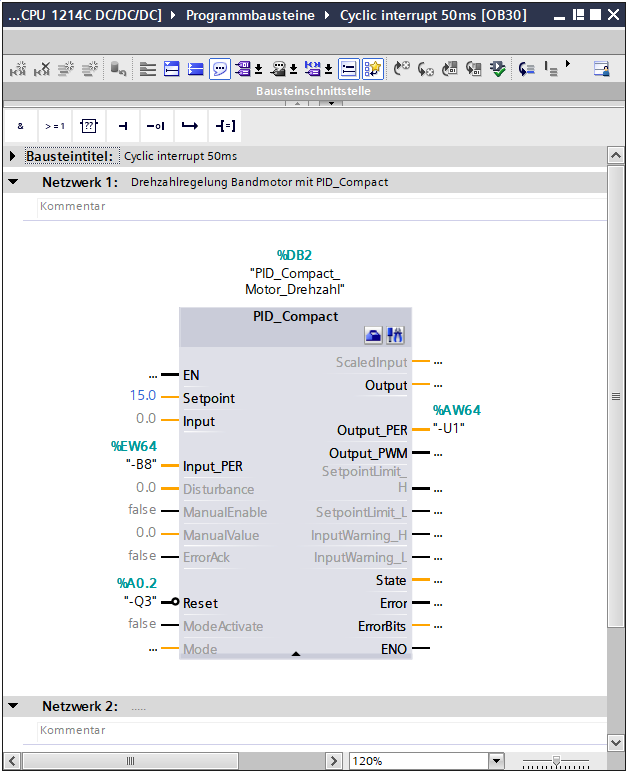 ...CPU 1214C DC/DC/DC] Programmbausteine Cyclic interrupt 50ms [OB30]
Bausteinschnittstelle
& >=1 ?? -| -o| -[=]
Bausteintitel: Cyclic interrupt 50ms
Netzwerk 1: Drehzahlregelung Bandmotor mit PID_Compact
Kommentar
%DB2
"PID_Compact_
Motor_Drehzahl"
PID_Compact
ScaledInput ...
... EN
Output ...
15.0 Setpoint
0.0 Input
%AW64
Output_PER "-U1"
%EW64
Output_PWM ...
"-B8" Input_PER
SetpointLimit_
H ...
0.0 Disturbance
false ManualEnable
SetpointLimit_L ...
0.0 ManualValue
InputWarning_H ...
false ErrorAck
InputWarning_L ...
State ...
%A0.2
"-Q3" Reset
Error ...
false ModeActivate
ErrorBits ...
... Mode
ENO
Netzwerk 2: .....
Kommentar
120%